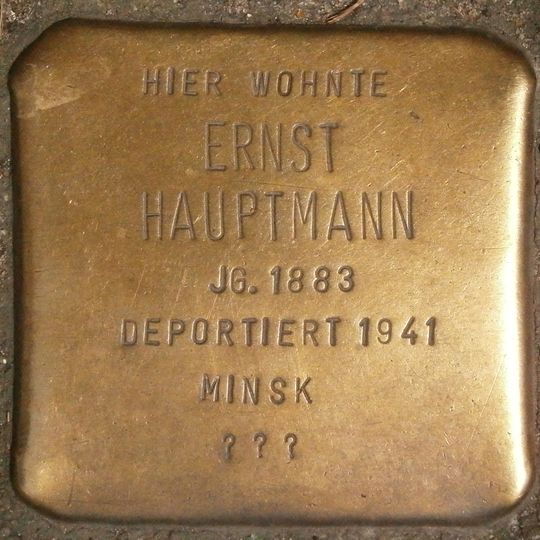 HIER WOHNTE
ERNST
HAUPTMANN
JG. 1883
DEPORTIERT 1941
MINSK
? ? ?